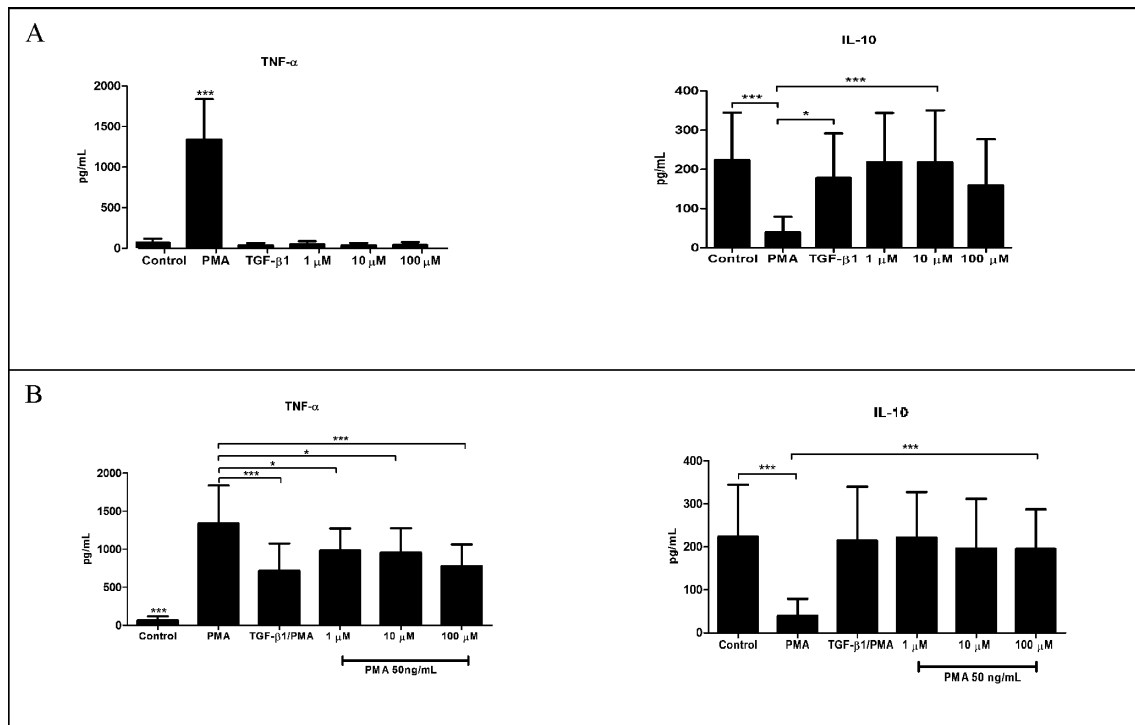 A
TNF-α
2000
1500
1000
500
0
pg/mL
***
Control PMA TGF-β1 1 μM 10 μM 100 μM
IL-10
400
300
200
100
0
pg/mL
***
***
*
Control PMA TGF-β1 1 μM 10 μM 100 μM
B
TNF-α
2000
1500
1000
500
0
pg/mL
***
*
*
***
***
Control PMA TGF-β1/PMA 1 μM 10 μM 100 μM
PMA 50ng/mL
IL-10
400
300
200
100
0
pg/mL
***
***
Control PMA TGF-β1/PMA 1 μM 10 μM 100 μM
PMA 50 ng/mL